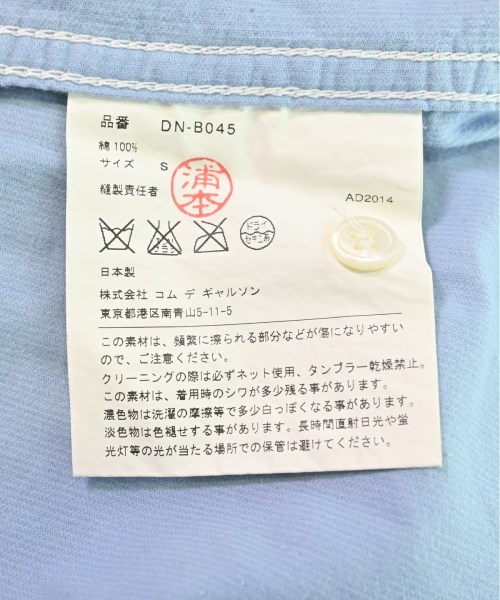 品番 DN-B045
綿 100%
サイズ S
縫製責任者 浦本
AD2014
ドライ
セキユ系
日本製
株式会社 コム デ ギャルソン
東京都港区南青山5-11-5
この素材は、頻繁に擦られる部分などが傷になりやすい
ので、ご注意ください。
クリーニングの際は必ずネット使用、タンブラー乾燥禁止。
この素材は、着用時のシワが多少残る事があります。
濃色物は洗濯の摩擦等で多少白っぽくなる事があります。
淡色物は色褪せする事があります。長時間直射日光や蛍
光灯等の光が当たる場所での保管は避けてください。